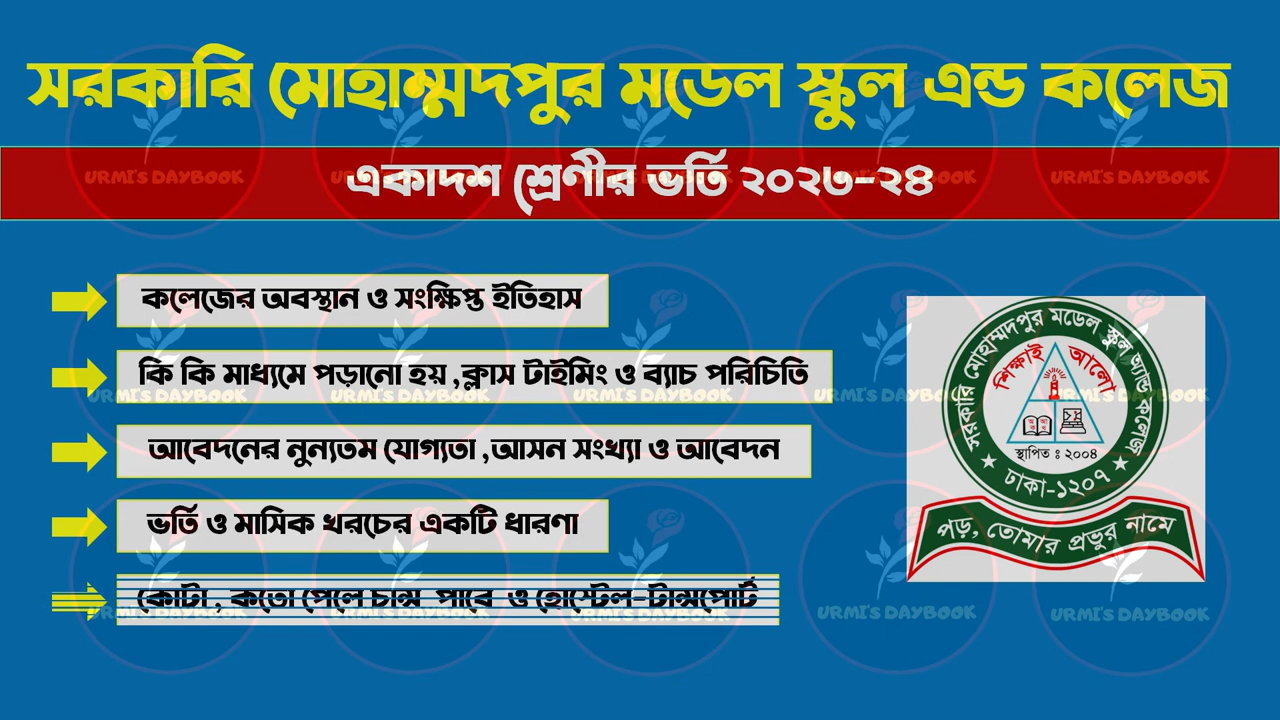 সরকারি মোহাম্মদপুর মডেল স্কুল এন্ড কলেজ
একাদশ শ্রেণীর ভর্তি ২০২৩-২৪
কলেজের অবস্থান ও সংক্ষিপ্ত ইতিহাস
কি কি মাধ্যমে পড়ানো হয় ,ক্লাস টাইমিং ও ব্যাচ পরিচিতি
আবেদনের নুন্যতম যোগ্যতা ,আসন সংখ্যা ও আবেদন
ভর্তি ও মাসিক খরচের একটি ধারণা
কোটা , কতো পেলে চান্স পাবে ও হোস্টেল-টান্সপোর্ট
সরকারি মোহাম্মদপুর মডেল স্কুল অ্যান্ড কলেজ
শিক্ষাই আলো
অ আ
ক খ
স্থাপিত ঃ ২০০৪
★ ঢাকা-১২০৭ ★
পড়, তোমার প্রভুর নামে
URMI's DAYBOOK